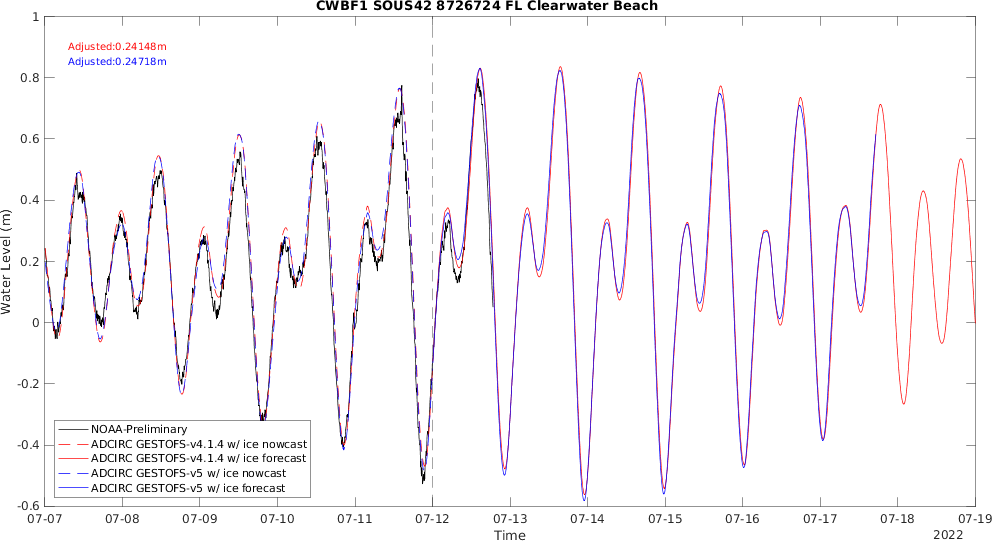 CWBF1 SOUS42 8726724 FL Clearwater Beach
Adjusted:0.24148m
Adjusted:0.24718m
Water Level (m)
1
0.8
0.6
0.4
0.2
0
-0.2
-0.4
-0.6
NOAA-Preliminary
ADCIRC GESTOFS-v4.1.4 w/ ice nowcast
ADCIRC GESTOFS-v4.1.4 w/ ice forecast
ADCIRC GESTOFS-v5 w/ ice nowcast
ADCIRC GESTOFS-v5 w/ ice forecast
07-07 07-08 07-09 07-10 07-11 07-12 07-13 07-14 07-15 07-16 07-17 07-18 07-19
Time
2022